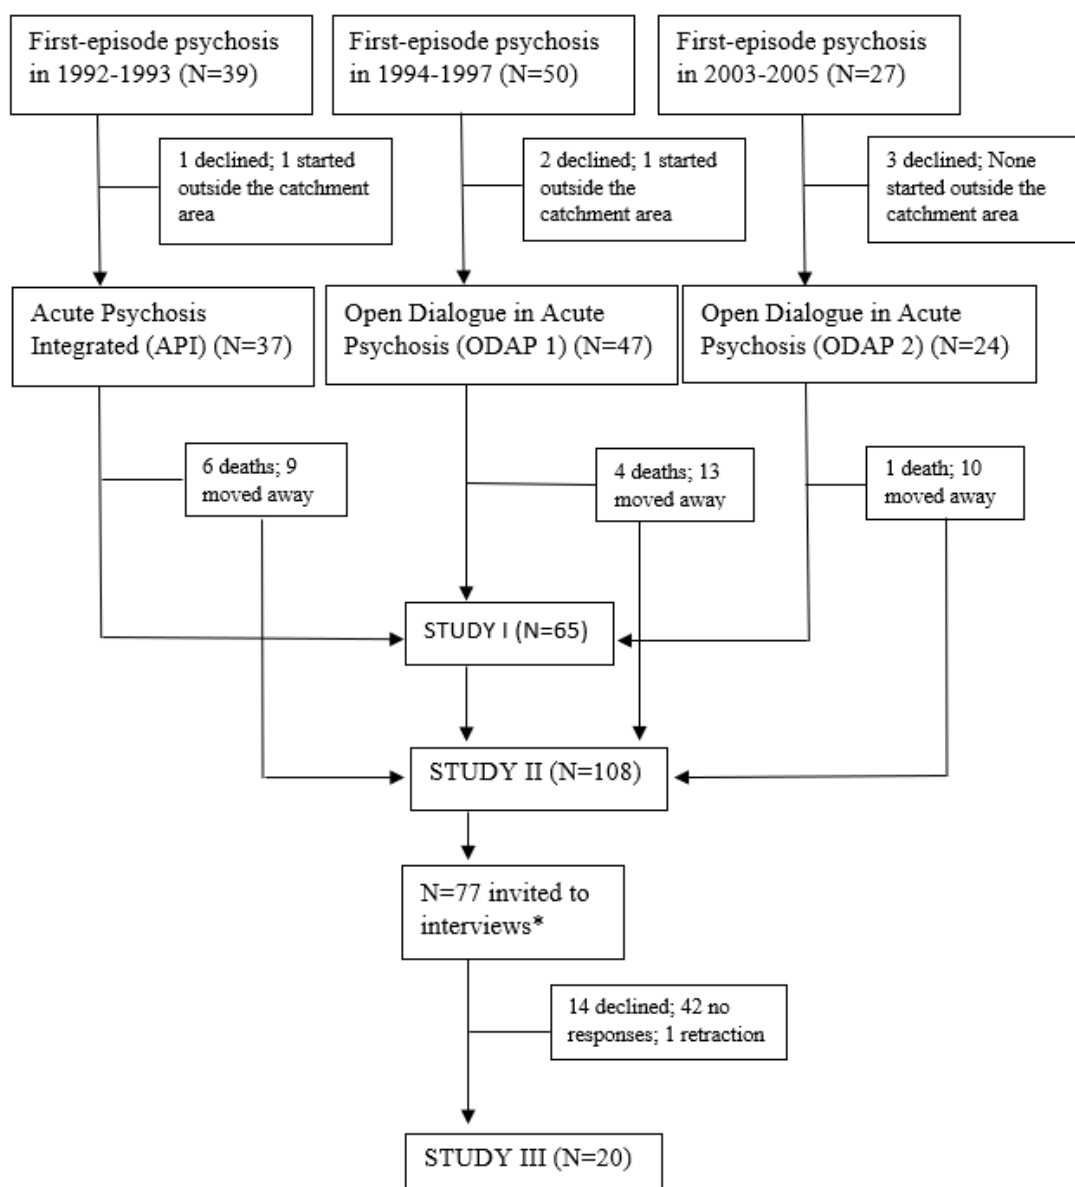 First-episode psychosis
in 1992-1993 (N=39)
First-episode psychosis
in 1994-1997 (N=50)
First-episode psychosis
in 2003-2005 (N=27)
1 declined; 1 started
outside the catchment
area
2 declined; 1 started
outside the
catchment area
3 declined; None
started outside the
catchment area
Acute Psychosis
Integrated (API) (N=37)
Open Dialogue in Acute
Psychosis (ODAP 1) (N=47)
Open Dialogue in Acute
Psychosis (ODAP 2) (N=24)
6 deaths; 9
moved away
4 deaths; 13
moved away
1 death; 10
moved away
STUDY I (N=65)
STUDY II (N=108)
N=77 invited to
interviews*
14 declined; 42 no
responses; 1 retraction
STUDY III (N=20)